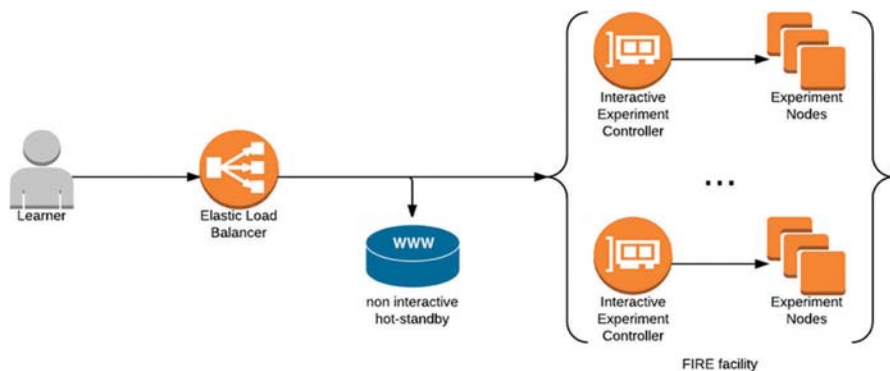 Learner
Elastic Load
Balancer
WWW
non interactive
hot-standby
Interactive
Experiment
Controller
Experiment
Nodes
...
Interactive
Experiment
Controller
Experiment
Nodes
FIRE facility